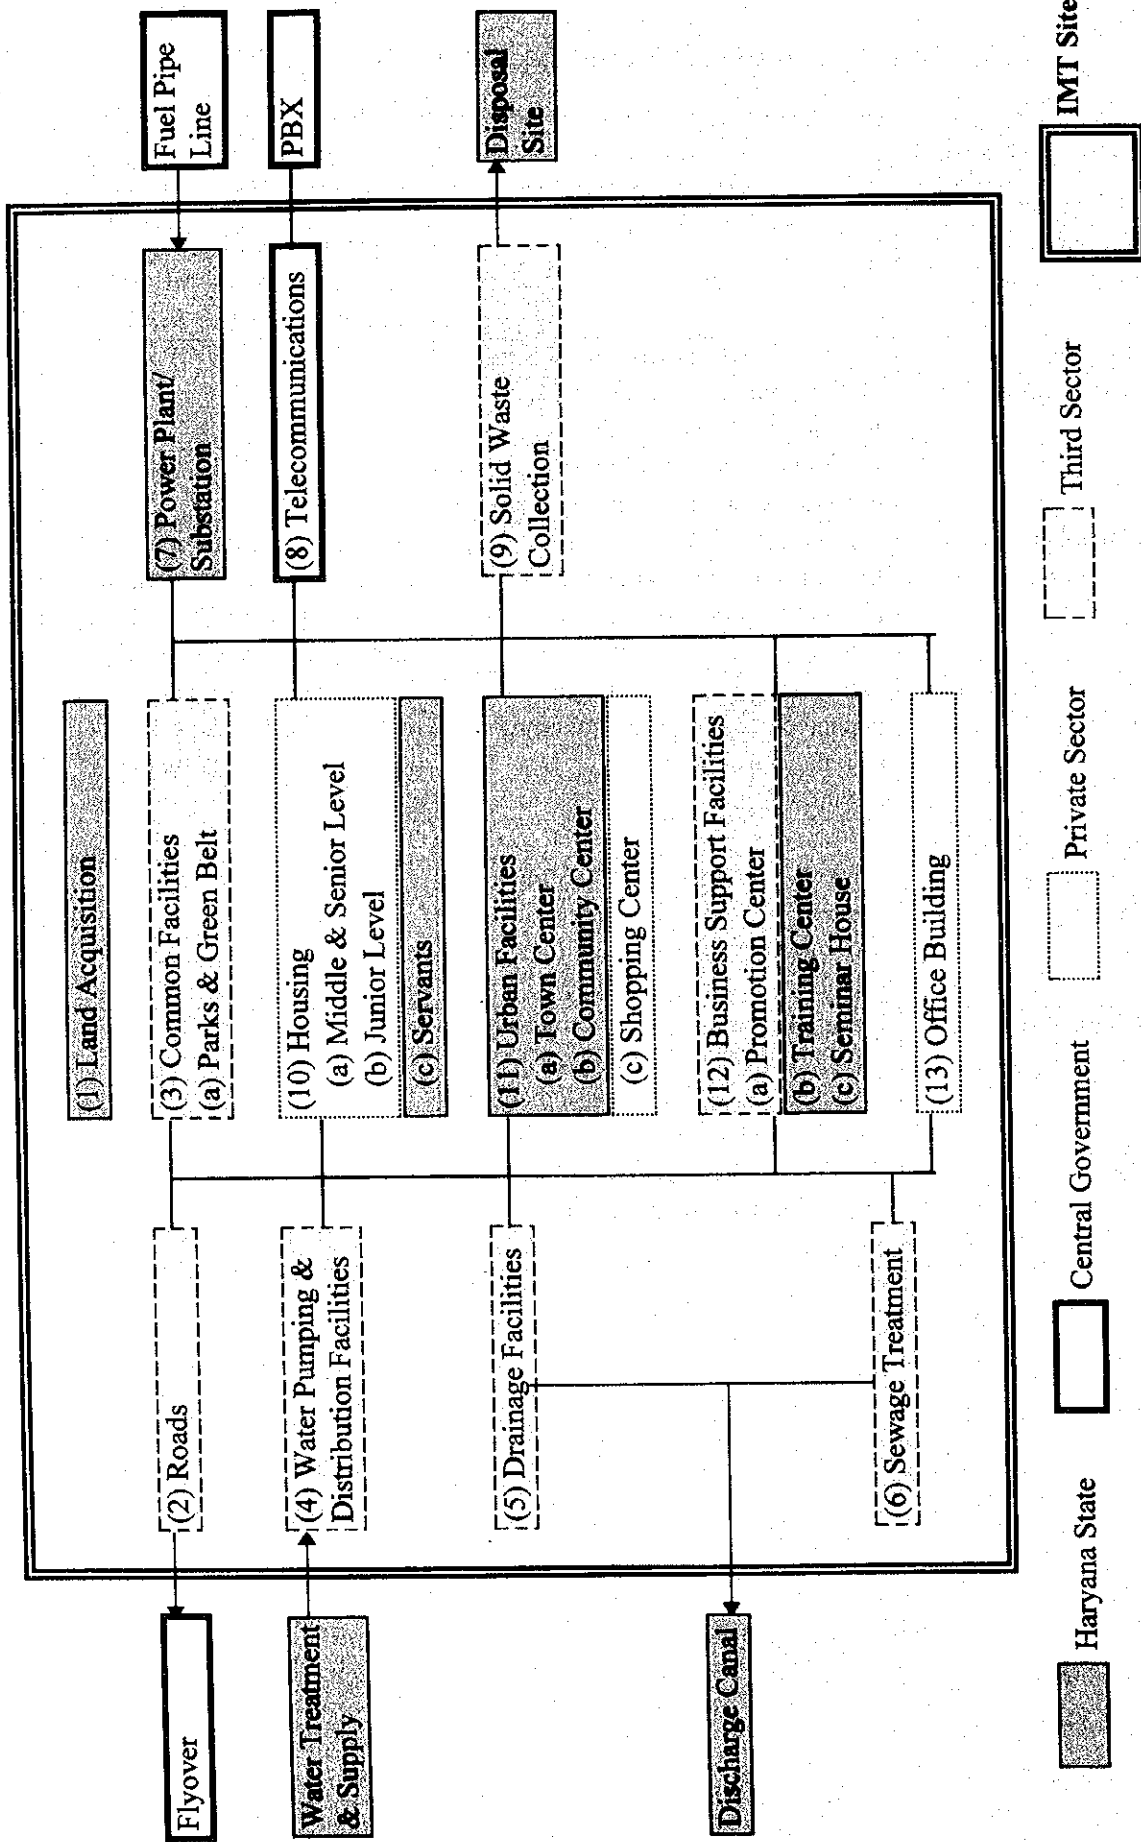 Flyover
Water Treatment
& Supply
Discharge Canal
(2) Roads
(4) Water Pumping &
Distribution Facilities
(5) Drainage Facilities
(6) Sewage Treatment
(1) Land Acquisition
(3) Common Facilities
(a) Parks & Green Belt
(10) Housing
(a) Middle & Senior Level
(b) Junior Level
(c) Servants
(11) Urban Facilities
(a) Town Center
(b) Community Center
(c) Shopping Center
(12) Business Support Facilities
(a) Promotion Center
(b) Training Center
(c) Seminar House
(13) Office Building
(7) Power Plant/
Substation
(8) Telecommunications
(9) Solid Waste
Collection
Fuel Pipe
Line
PBX
Disposal
Site
Haryana State
Central Government
Private Sector
Third Sector
IMT Site